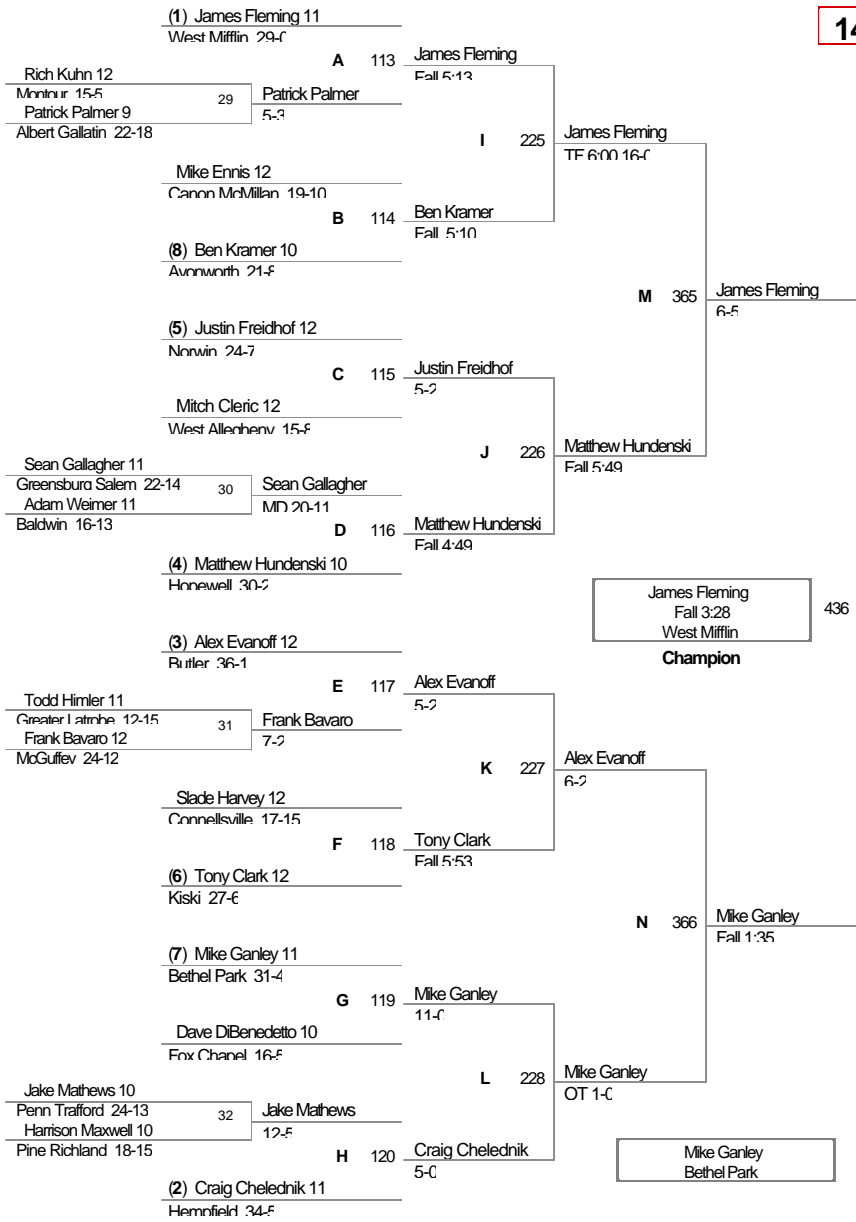 (1) James Fleming 11
West Mifflin 29-0
14
A 113 James Fleming
Fall 5:13
Rich Kuhn 12
Montour 15-5
29 Patrick Palmer
5-3
Patrick Palmer 9
Albert Gallatin 22-18
I 225 James Fleming
TF 6:00 16-0
Mike Ennis 12
Canon McMillan 19-10
B 114 Ben Kramer
Fall 5:10
(8) Ben Kramer 10
Avonworth 21-8
M 365 James Fleming
6-5
(5) Justin Freidhof 12
Norwin 24-7
C 115 Justin Freidhof
5-2
Mitch Cleric 12
West Allegheny 15-8
J 226 Matthew Hundenski
Fall 5:49
Sean Gallagher 11
Greensburg Salem 22-14
30 Sean Gallagher
MD 20-11
Adam Weimer 11
Baldwin 16-13
D 116 Matthew Hundenski
Fall 4:49
(4) Matthew Hundenski 10
Hopewell 30-2
James Fleming
Fall 3:28
West Mifflin
436
Champion
(3) Alex Evanoff 12
Butler 36-1
E 117 Alex Evanoff
5-2
Todd Himler 11
Greater Latrobe 12-15
31 Frank Bavaro
7-2
Frank Bavaro 12
McGuffey 24-12
K 227 Alex Evanoff
6-2
Slade Harvey 12
Connellsville 17-15
F 118 Tony Clark
Fall 5:53
(6) Tony Clark 12
Kiski 27-6
N 366 Mike Ganley
Fall 1:35
(7) Mike Ganley 11
Bethel Park 31-4
G 119 Mike Ganley
11-0
Dave DiBenedetto 10
Fox Chapel 16-5
L 228 Mike Ganley
OT 1-0
Jake Mathews 10
Penn Trafford 24-13
32 Jake Mathews
12-5
Harrison Maxwell 10
Pine Richland 18-15
H 120 Craig Chelednik
5-0
Mike Ganley
Bethel Park
(2) Craig Chelednik 11
Hempfield 34-5